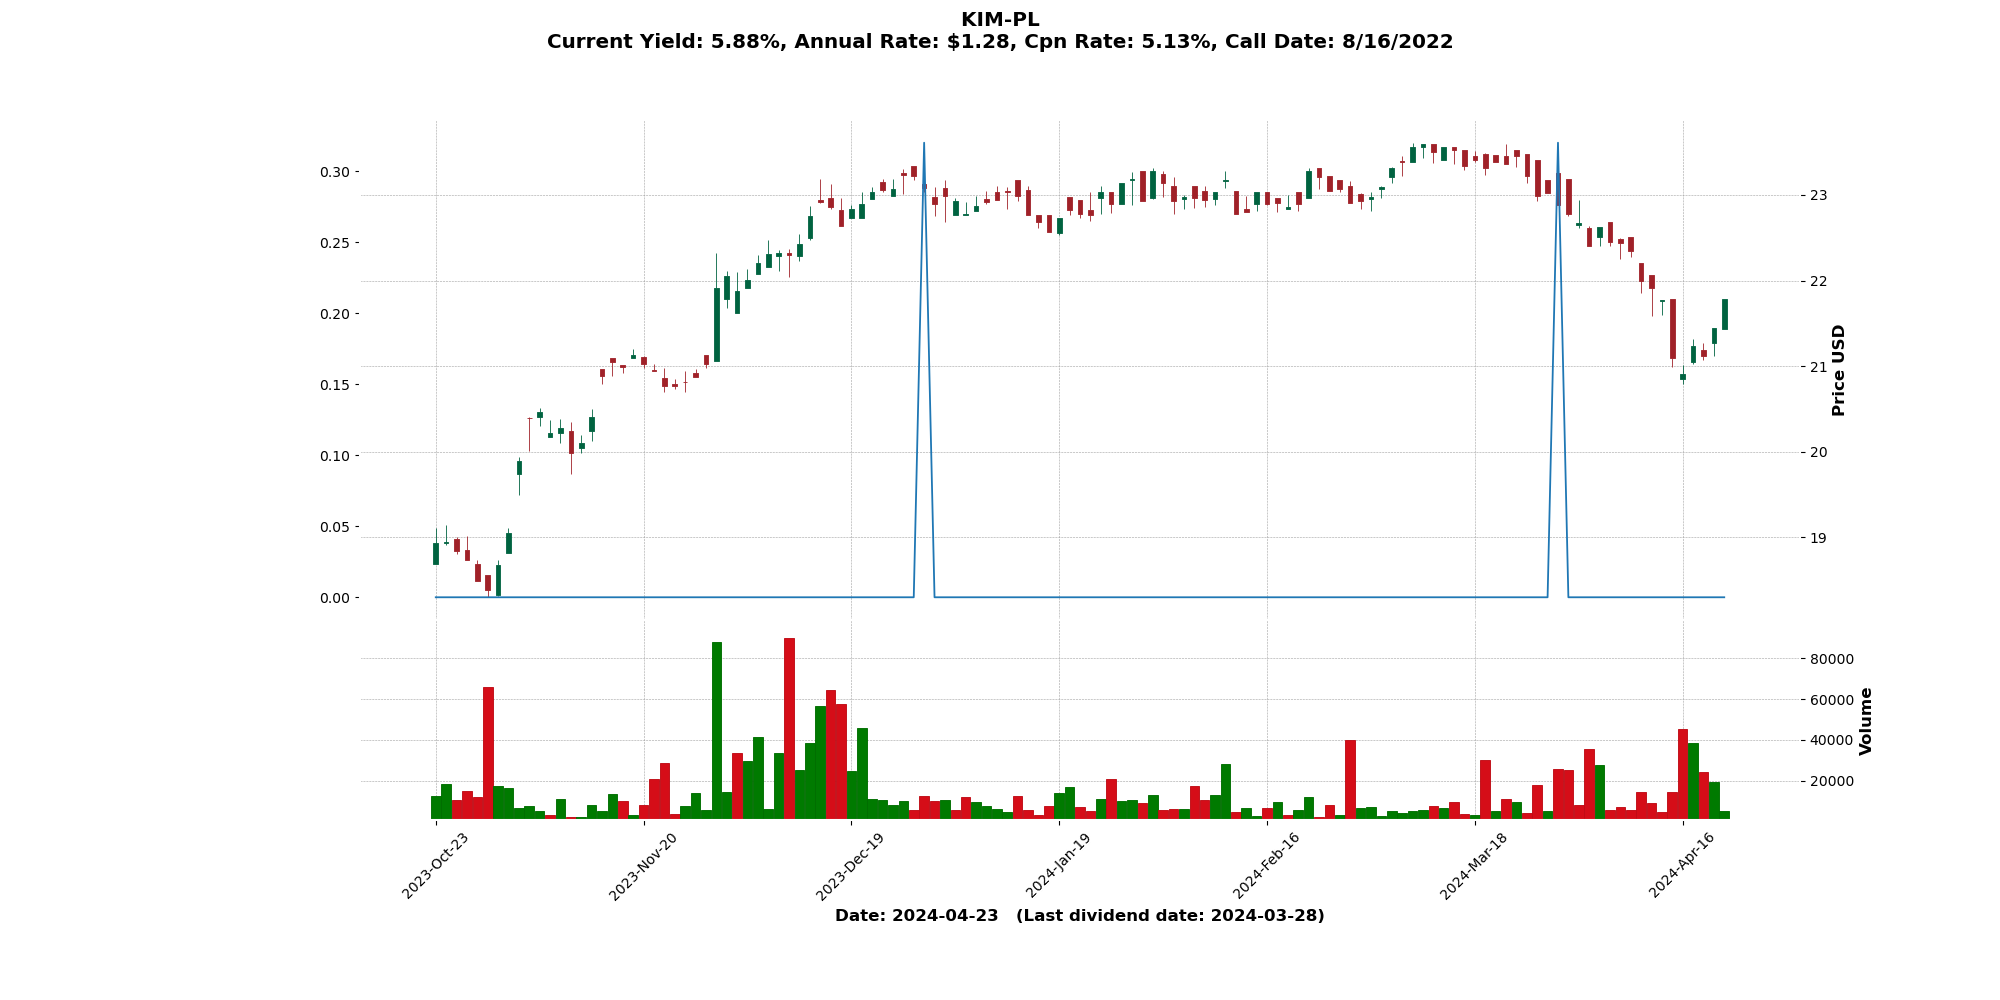 KIM-PL
Current Yield: 5.88%, Annual Rate: $1.28, Cpn Rate: 5.13%, Call Date: 8/16/2022
0.30
0.25
0.20
0.15
0.10
0.05
0.00
23
22
21
20
19
Price USD
80000
60000
40000
20000
Volume
2023-Oct-23
2023-Nov-20
2023-Dec-19
2024-Jan-19
2024-Feb-16
2024-Mar-18
2024-Apr-16
Date: 2024-04-23 (Last dividend date: 2024-03-28)